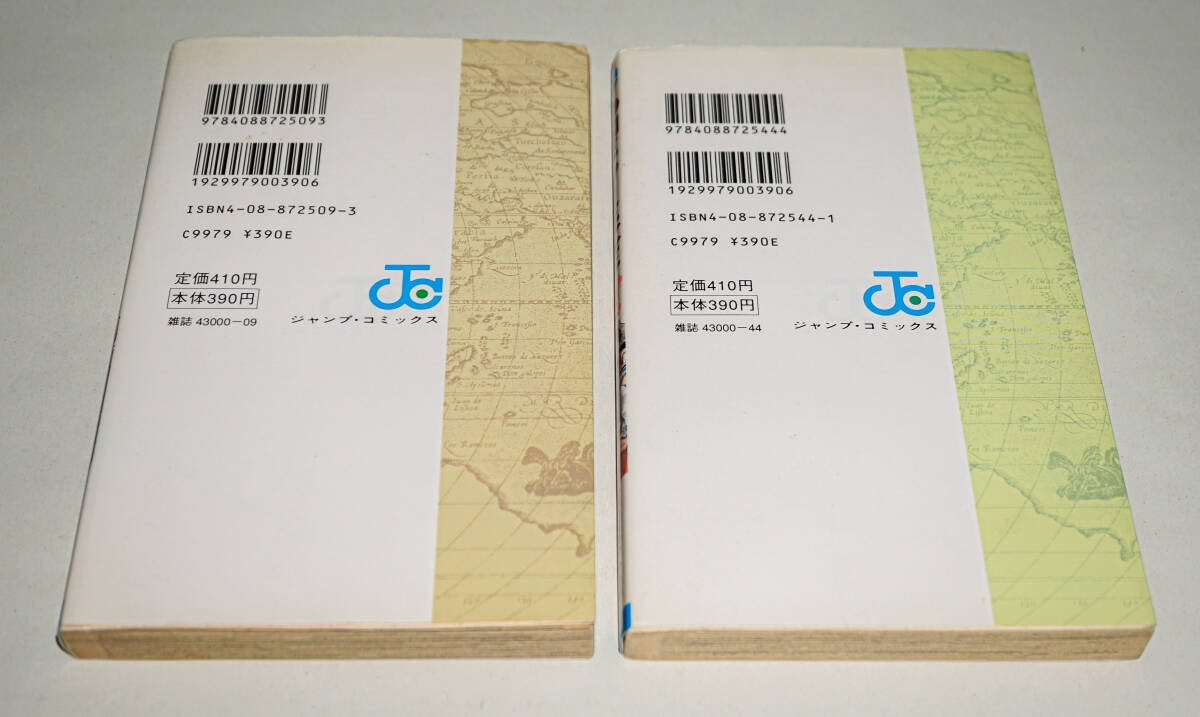 9784088725093
1929979003906
ISBN4-08-872509-3
C9979 ¥390E
定価410円
本体390円
雑誌 43000-09
ジャンプ・コミックス
9784088725444
1929979003906
ISBN4-08-872544-1
C9979 ¥390E
定価410円
本体390円
雑誌 43000-44
ジャンプ・コミックス